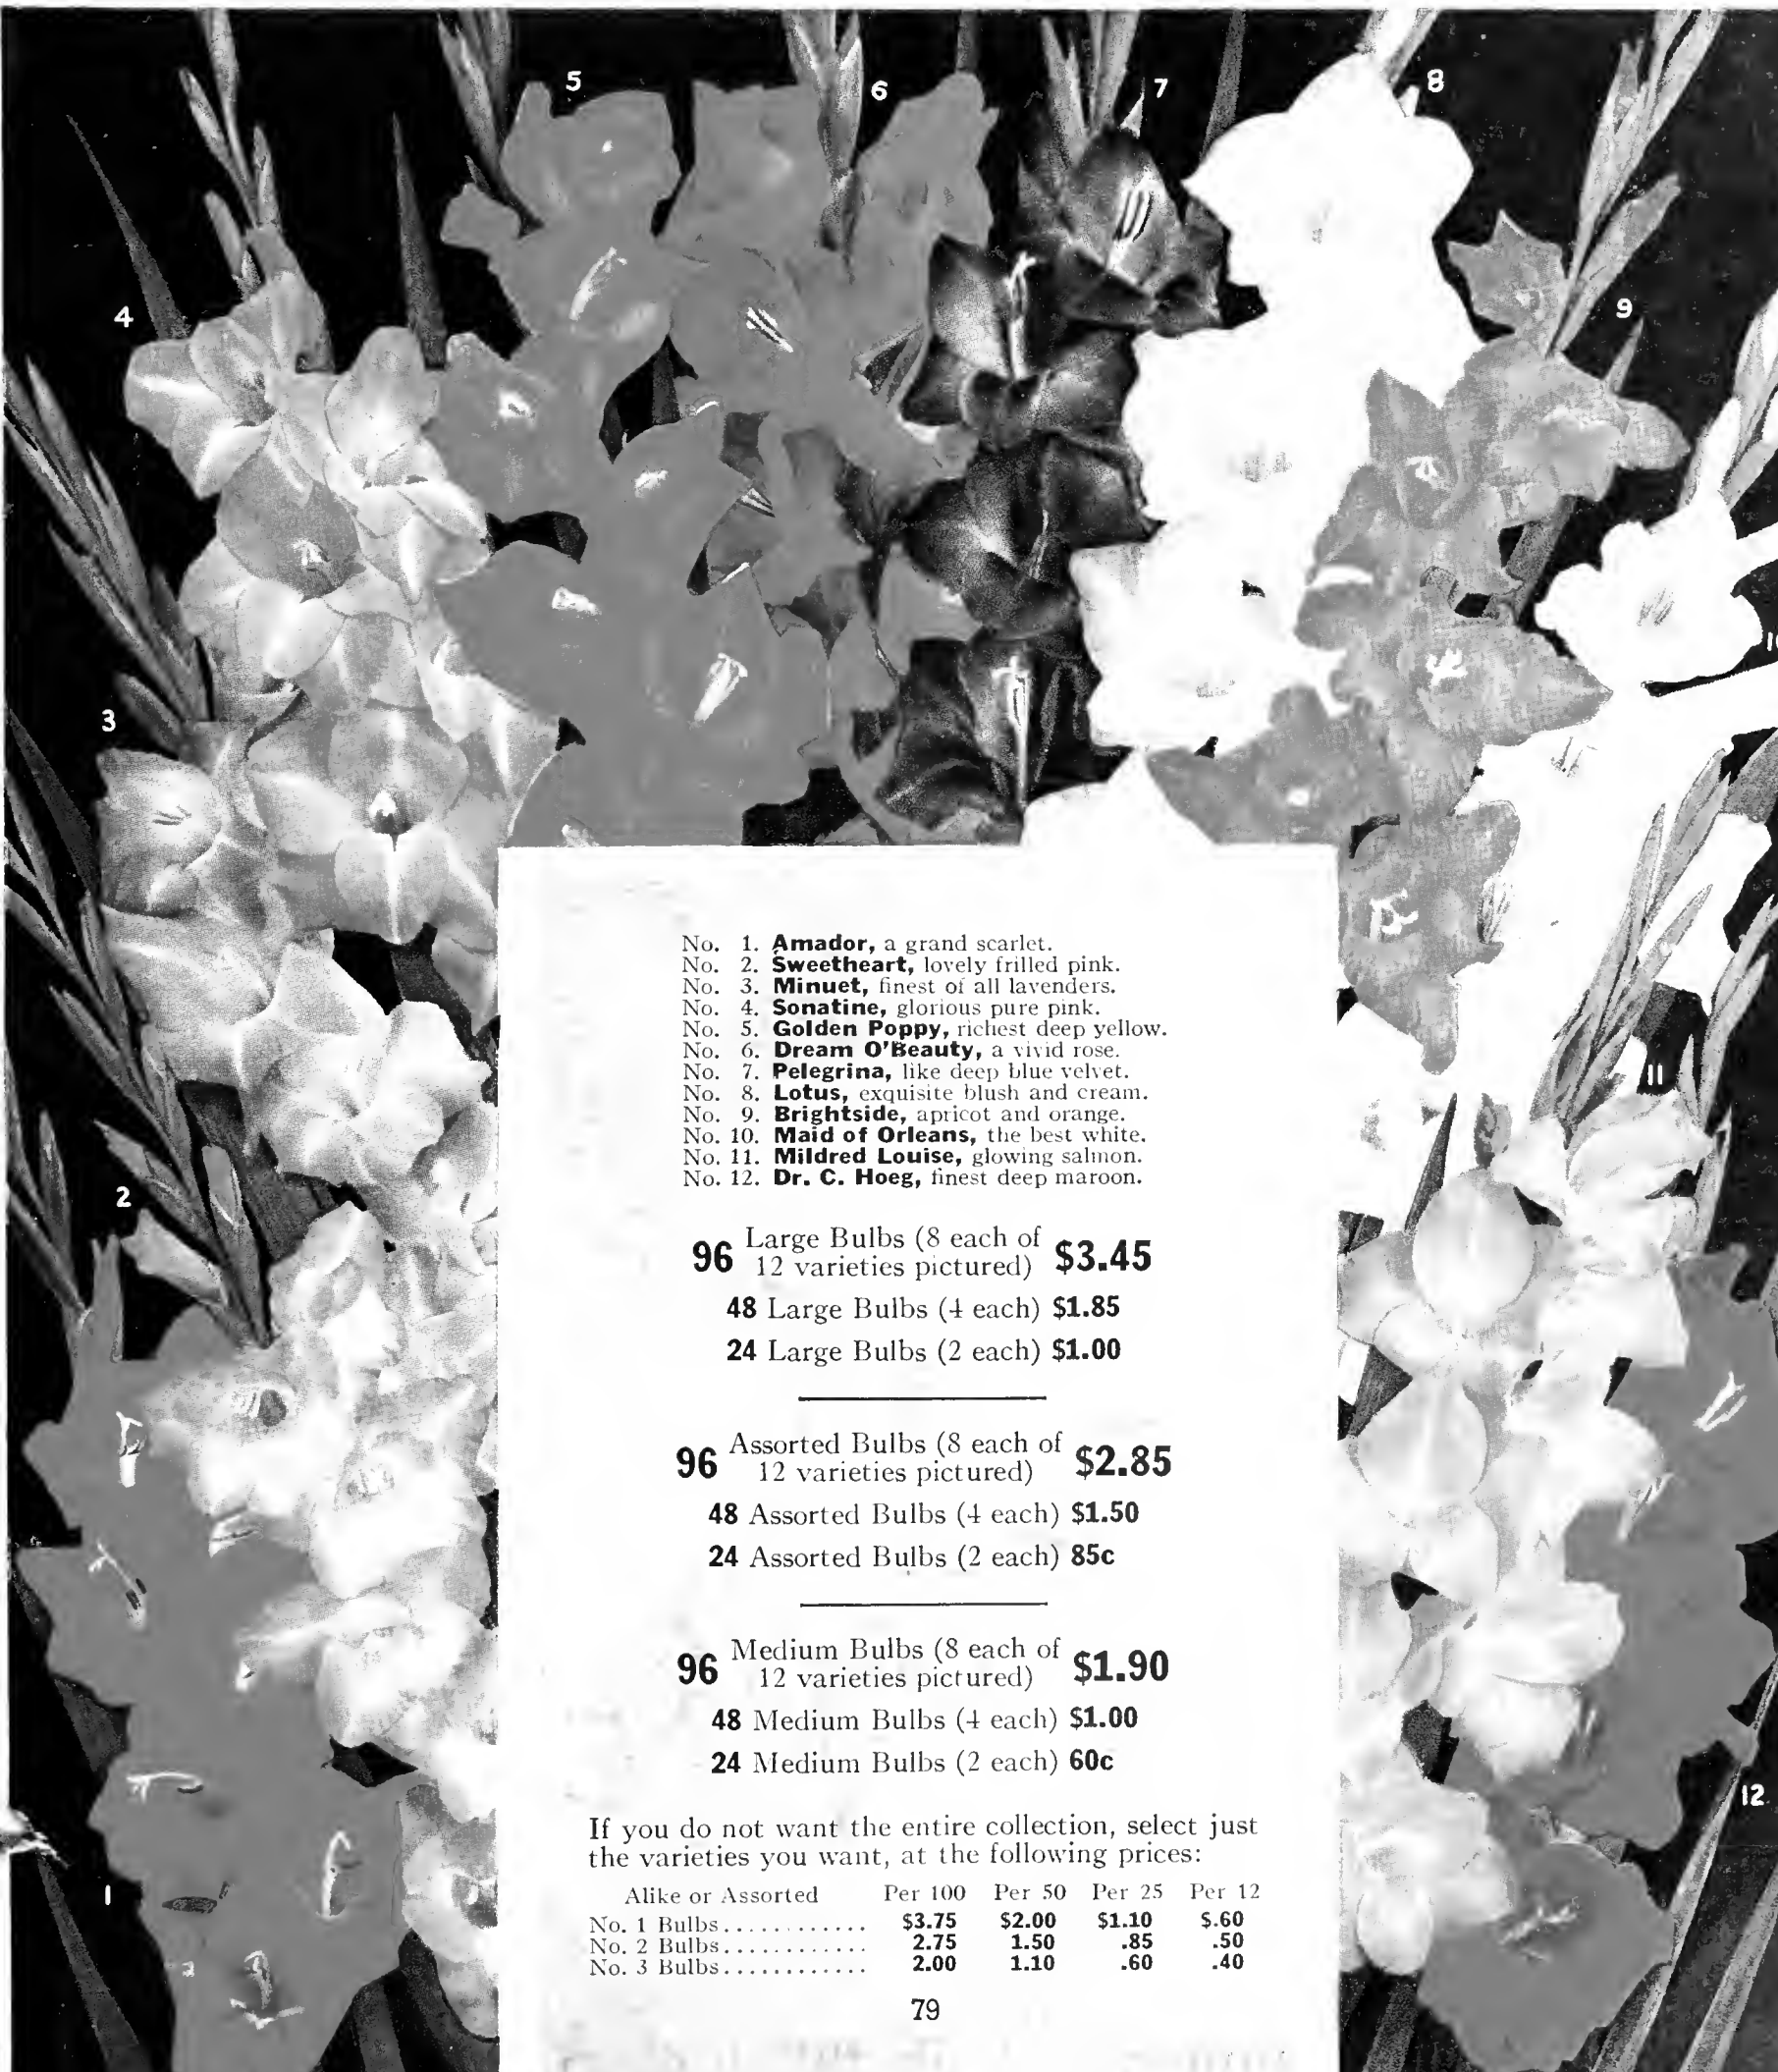 5
6
7
8
4
9
10
3
No. 1. Amador, a grand scarlet.
No. 2. Sweetheart, lovely frilled pink.
No. 3. Minuet, finest of all lavenders.
No. 4. Sonatine, glorious pure pink.
No. 5. Golden Poppy, richest deep yellow.
No. 6. Dream O'Beauty, a vivid rose.
No. 7. Pelegrina, like deep blue velvet.
No. 8. Lotus, exquisite blush and cream.
No. 9. Brightside, apricot and orange.
No. 10. Maid of Orleans, the best white.
No. 11. Mildred Louise, glowing salmon.
No. 12. Dr. C. Hoeg, finest deep maroon.
11
2
96 Large Bulbs (8 each of
12 varieties pictured) $3.45
48 Large Bulbs (4 each) $1.85
24 Large Bulbs (2 each) $1.00
96 Assorted Bulbs (8 each of
12 varieties pictured) $2.85
48 Assorted Bulbs (4 each) $1.50
24 Assorted Bulbs (2 each) 85c
96 Medium Bulbs (8 each of
12 varieties pictured) $1.90
48 Medium Bulbs (4 each) $1.00
24 Medium Bulbs (2 each) 60c
12
1
If you do not want the entire collection, select just
the varieties you want, at the following prices:
Alike or Assorted Per 100 Per 50 Per 25 Per 12
No. 1 Bulbs............ $3.75 $2.00 $1.10 $.60
No. 2 Bulbs............ 2.75 1.50 .85 .50
No. 3 Bulbs............ 2.00 1.10 .60 .40
79